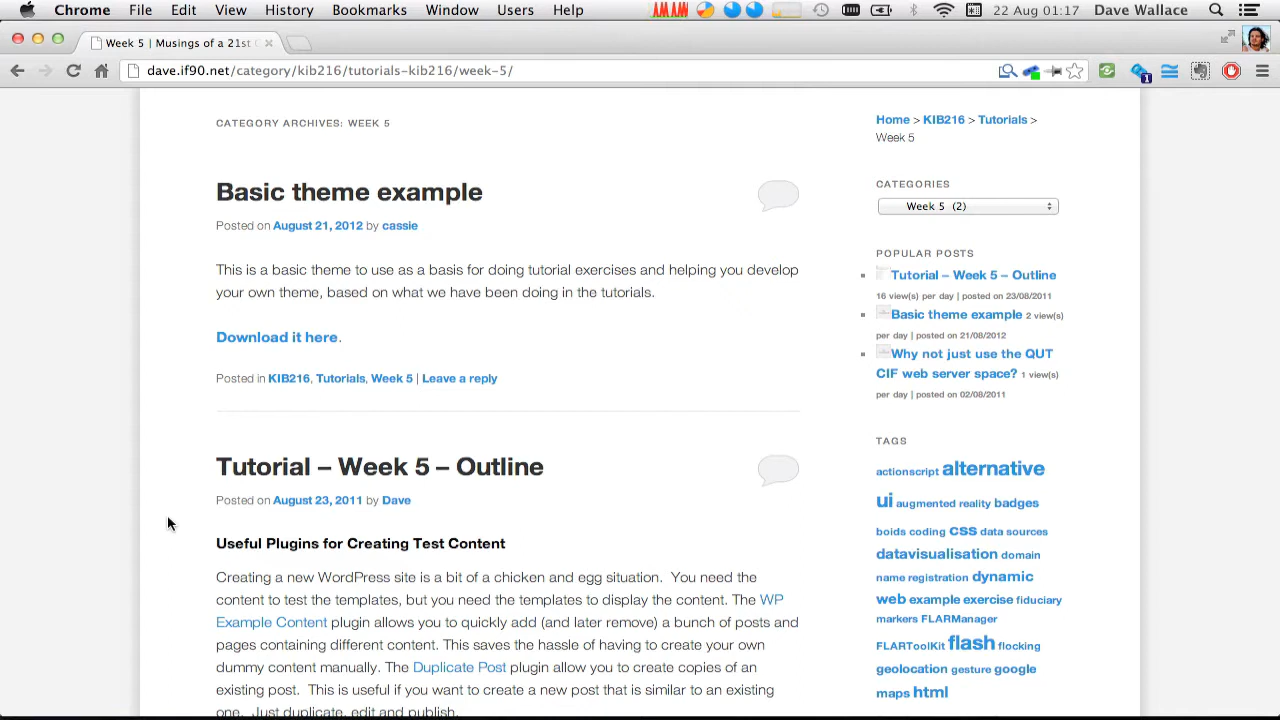 Chrome File Edit View History Bookmarks Window Users Help 22 Aug 01:17 Dave Wallace
Week 5 | Musings of a 21st C
dave.if90.net/category/kib216/tutorials-kib216/week-5/
1
CATEGORY ARCHIVES: WEEK 5
Basic theme example
Posted on August 21, 2012 by cassie
This is a basic theme to use as a basis for doing tutorial exercises and helping you develop
your own theme, based on what we have been doing in the tutorials.
Download it here.
Posted in KIB216, Tutorials, Week 5 | Leave a reply
Tutorial – Week 5 – Outline
Posted on August 23, 2011 by Dave
Useful Plugins for Creating Test Content
Creating a new WordPress site is a bit of a chicken and egg situation. You need the
content to test the templates, but you need the templates to display the content. The WP
Example Content plugin allows you to quickly add (and later remove) a bunch of posts and
pages containing different content. This saves the hassle of having to create your own
dummy content manually. The Duplicate Post plugin allow you to create copies of an
existing post. This is useful if you want to create a new post that is similar to an existing
one. Just duplicate, edit and publish.
Home > KIB216 > Tutorials >
Week 5
CATEGORIES
Week 5 (2)
POPULAR POSTS
Tutorial – Week 5 – Outline
16 view(s) per day | posted on 23/08/2011
Basic theme example 2 view(s)
per day | posted on 21/08/2012
Why not just use the QUT
CIF web server space? 1 view(s)
per day | posted on 02/08/2011
TAGS
actionscript alternative
ui augmented reality badges
boids coding css data sources
datavisualisation domain
name registration dynamic
web example exercise fiduciary
markers FLARManager
FLARToolKit flash flocking
geolocation gesture google
maps html